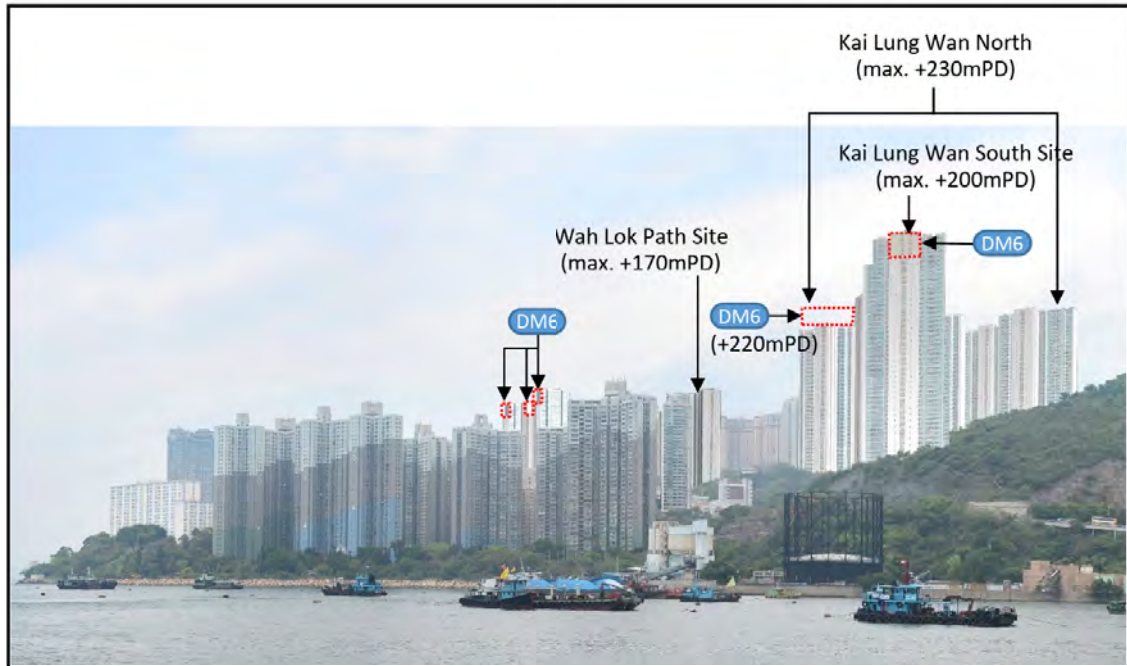 Kai Lung Wan North
(max. +230mPD)
Kai Lung Wan South Site
(max. +200mPD)
Wah Lok Path Site
(max. +170mPD)
DM6
DM6
DM6
(+220mPD)